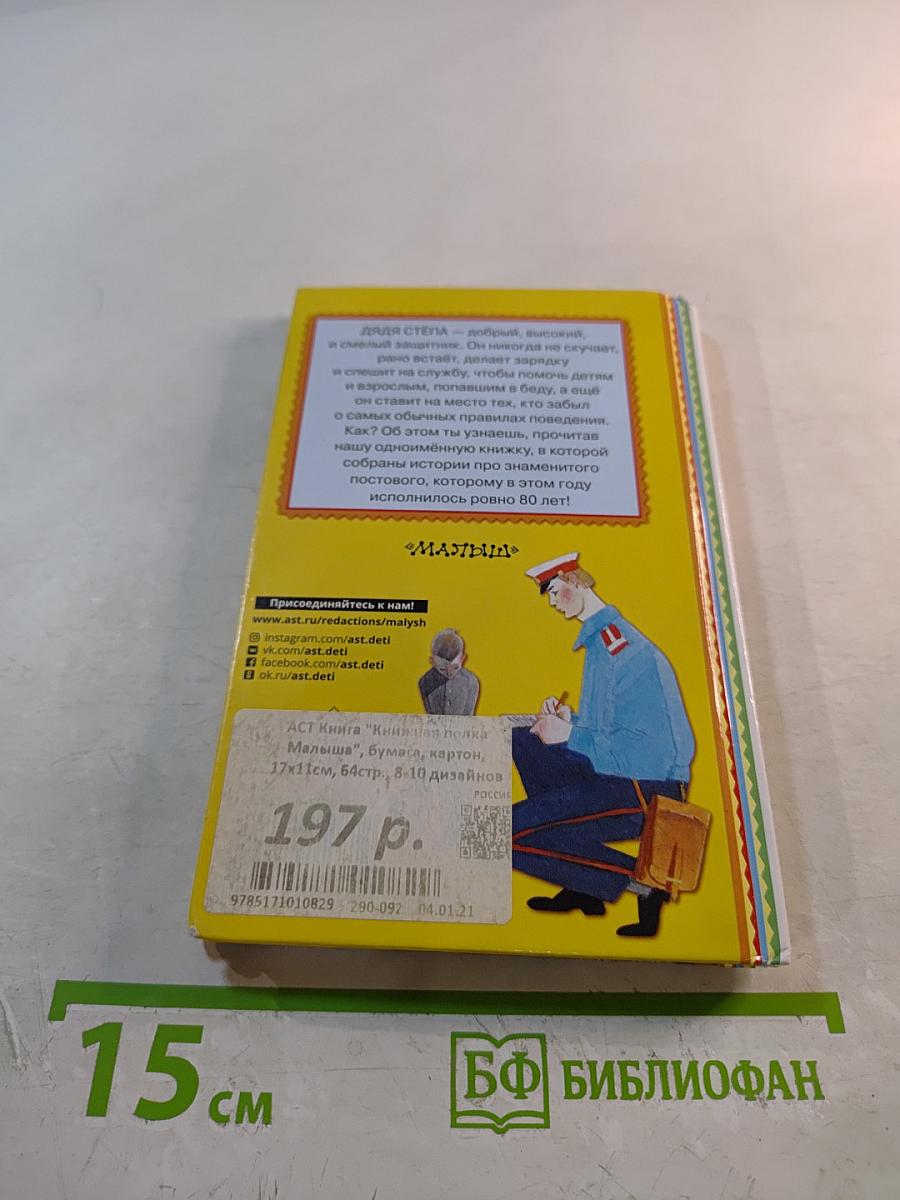 ДЯДЯ СТЁПА — добрый, высокий,
и смелый защитник. Он никогда не скучает,
рано встаёт, делает зарядку
и спешит на службу, чтобы помочь детям
и взрослым, попавшим в беду, а ещё
он ставит на место тех, кто забыл
о самых обычных правилах поведения.
Как? Об этом ты узнаешь, прочитав
нашу одноимённую книжку, в которой
собраны истории про знаменитого
постового, которому в этом году
исполнилось ровно 80 лет!
«МАЛЫШ»
Присоединяйтесь к нам!
www.ast.ru/redactions/malysh
instagram.com/ast.deti
vk.com/ast.deti
facebook.com/ast.deti
ok.ru/ast.deti
АСТ Книга "Книжная полка
Малыша", бумага, картон,
17х11см, 64стр., 8-10 дизайнов
РОССИЯ
197 р.
9785171010829 290-092 04.01.21
15 см
БФ БИБЛИОФАН